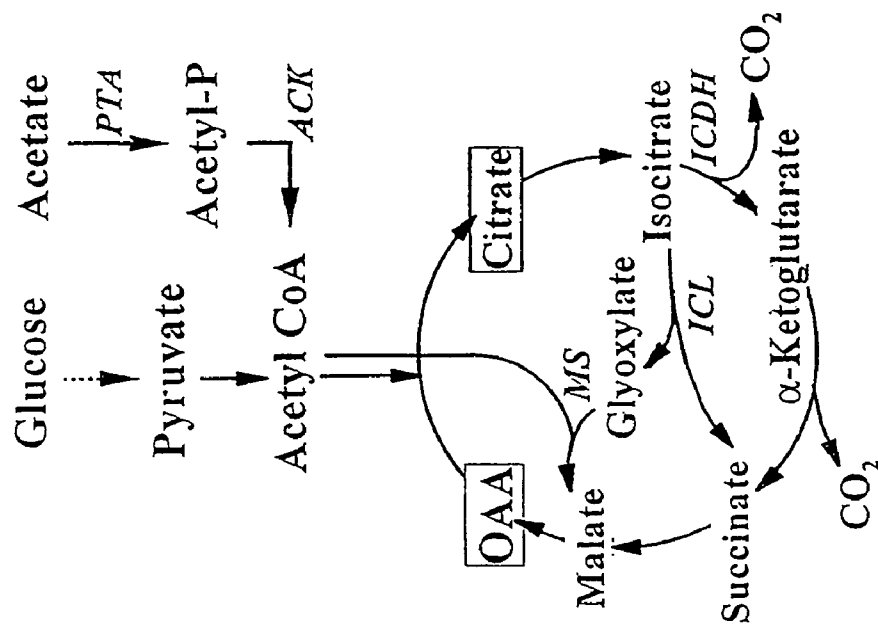 Glucose
Acetate
PTA
Pyruvate
Acetyl-P
ACK
Acetyl CoA
OAA
Citrate
MS
Malate
Glyoxylate
Isocitrate
ICL
ICDH
Succinate
α-Ketoglutarate
CO₂
CO₂